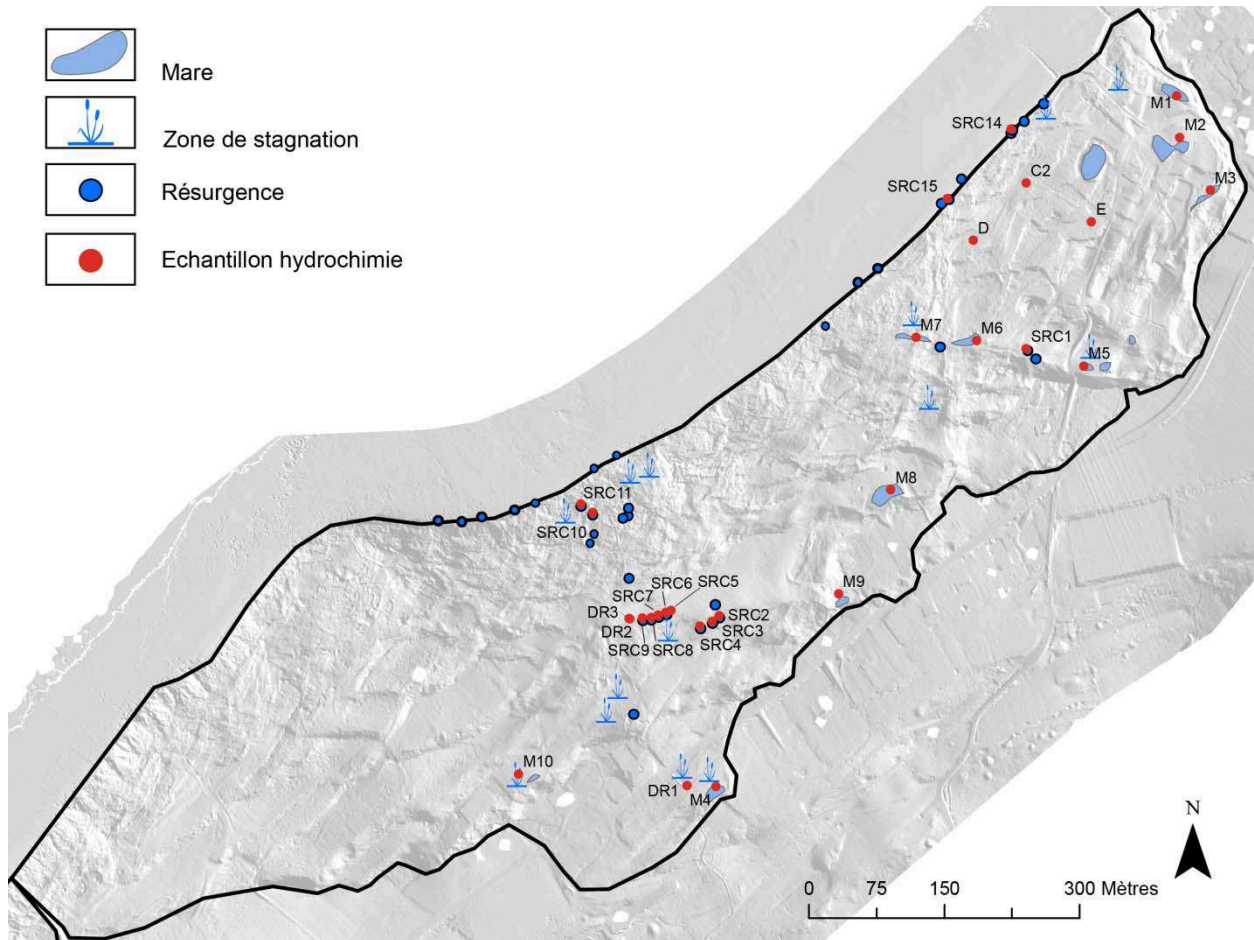 Mare
Zone de stagnation
Résurgence
Echantillon hydrochimie
M1
SRC14
M2
C2
M3
SRC15
E
D
M7
M6
SRC1
M5
M8
SRC11
SRC10
SRC6
SRC5
SRC7
M9
DR3
SRC2
DR2
SRC3
SRC9
SRC8
SRC4
M10
DR1
M4
N
0 75 150 300 Mètres